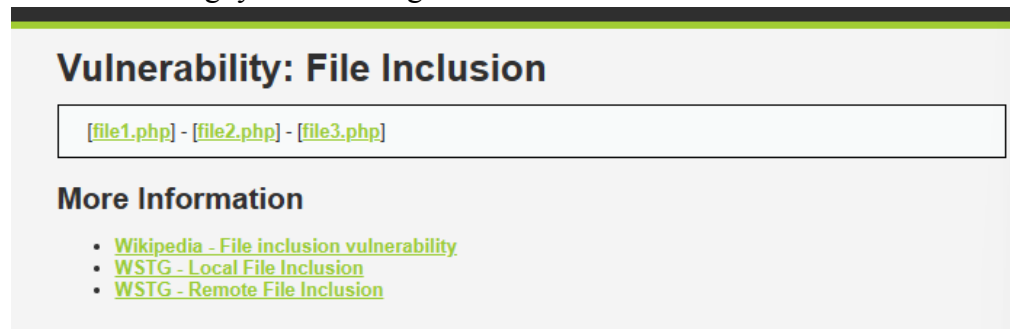 Vulnerability: File Inclusion
[file1.php] - [file2.php] - [file3.php]
More Information
Wikipedia - File inclusion vulnerability
WSTG - Local File Inclusion
WSTG - Remote File Inclusion